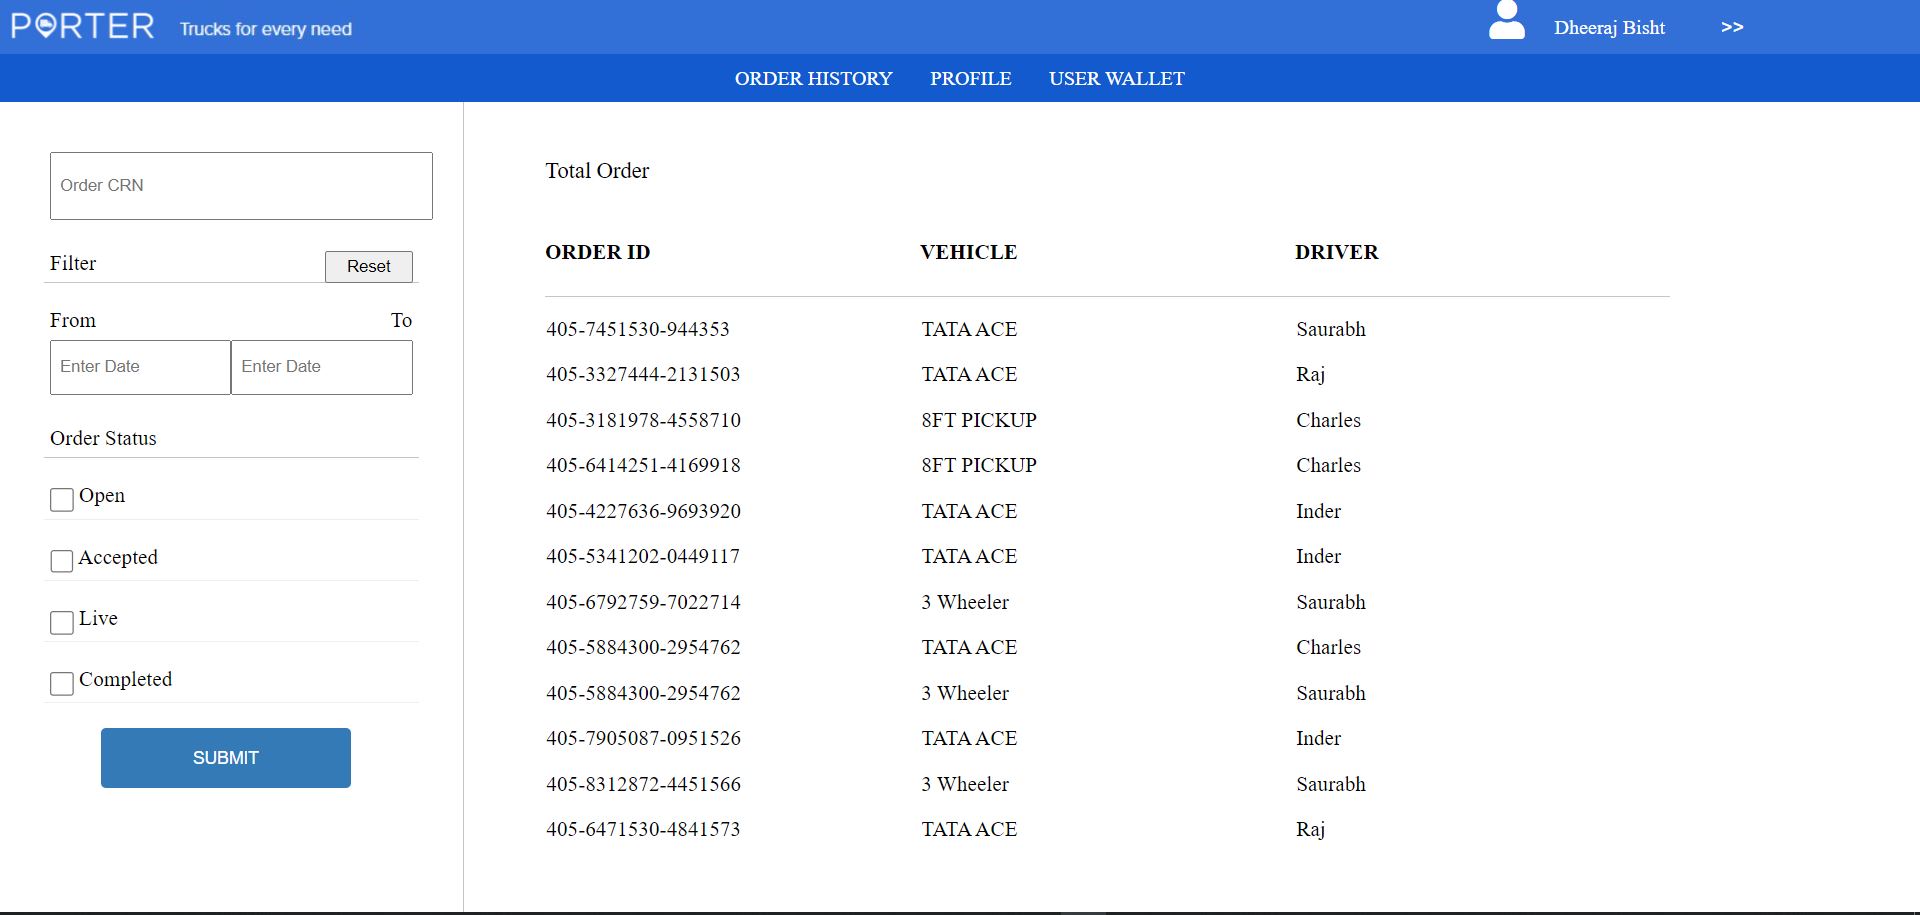 PORTER Trucks for every need Dheeraj Bisht >>
ORDER HISTORY PROFILE USER WALLET
Order CRN
Filter Reset
From To
Enter Date Enter Date
Order Status
Open
Accepted
Live
Completed
SUBMIT
Total Order
ORDER ID VEHICLE DRIVER
405-7451530-944353 TATA ACE Saurabh
405-3327444-2131503 TATA ACE Raj
405-3181978-4558710 8FT PICKUP Charles
405-6414251-4169918 8FT PICKUP Charles
405-4227636-9693920 TATA ACE Inder
405-5341202-0449117 TATA ACE Inder
405-6792759-7022714 3 Wheeler Saurabh
405-5884300-2954762 TATA ACE Charles
405-5884300-2954762 3 Wheeler Saurabh
405-7905087-0951526 TATA ACE Inder
405-8312872-4451566 3 Wheeler Saurabh
405-6471530-4841573 TATA ACE Raj